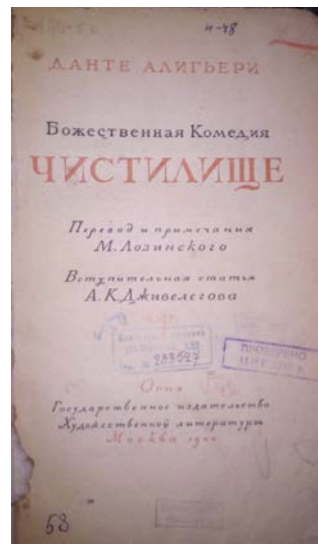 и-48
ДАНТЕ АЛИГЬЕРИ
Божественная Комедия
ЧИСТИЛИЩЕ
Перевод и примечания
М. Лозинского
Вступительная статья
А. К. Дживелегова
ПРОВЕРЕНО
Огиз
Государственное издательство
Художественной литературы
Москва
58